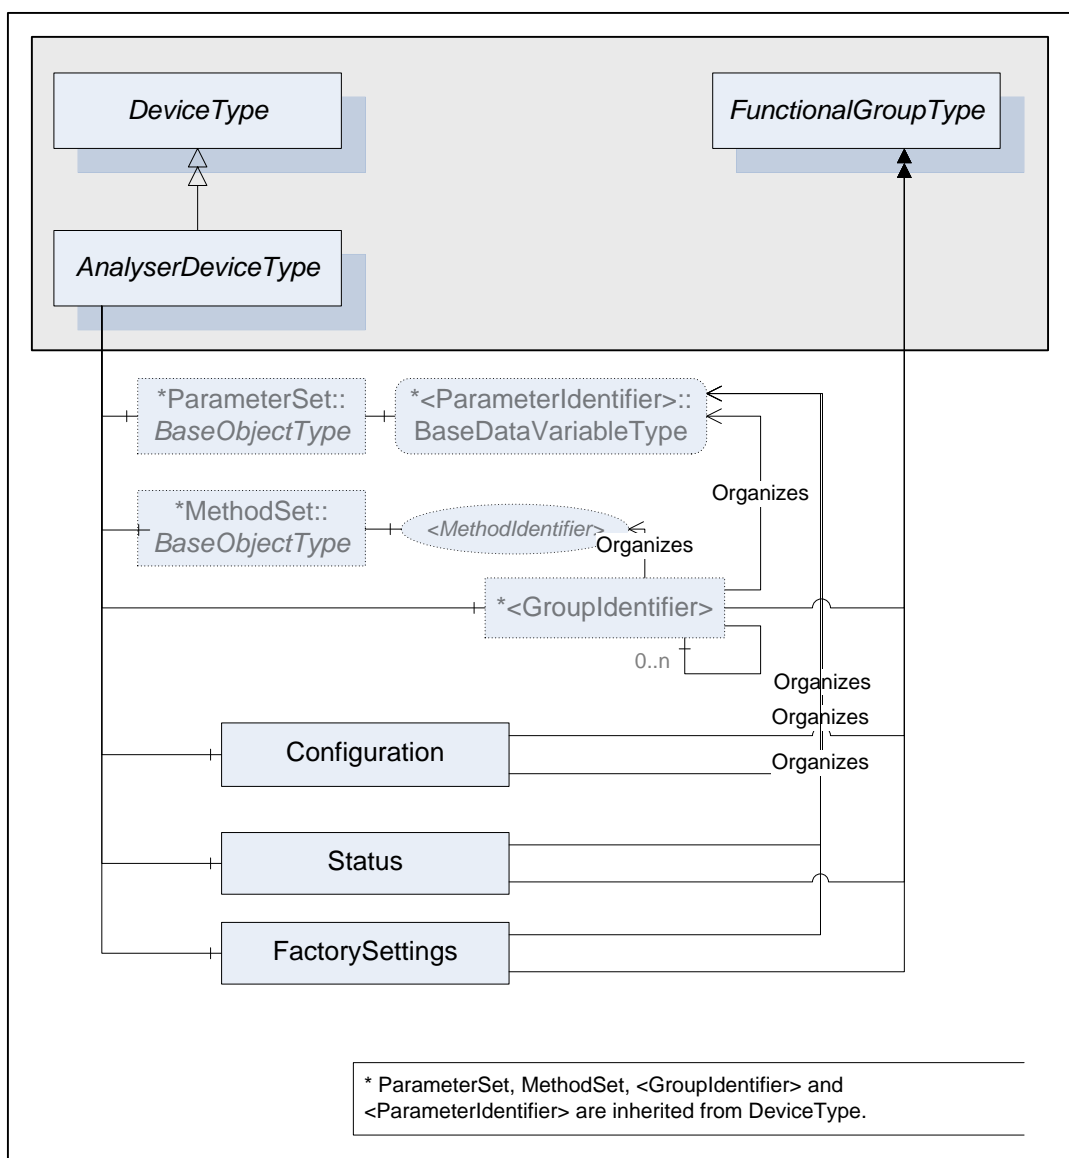 DeviceType
FunctionalGroupType
AnalyserDeviceType
*ParameterSet::
BaseObjectType
*<ParameterIdentifier>::
BaseDataVariableType
Organizes
*MethodSet::
BaseObjectType
<MethodIdentifier>
Organizes
*<GroupIdentifier>
0..n
Organizes
Organizes
Configuration
Organizes
Status
FactorySettings
* ParameterSet, MethodSet, <GroupIdentifier> and
<ParameterIdentifier> are inherited from DeviceType.